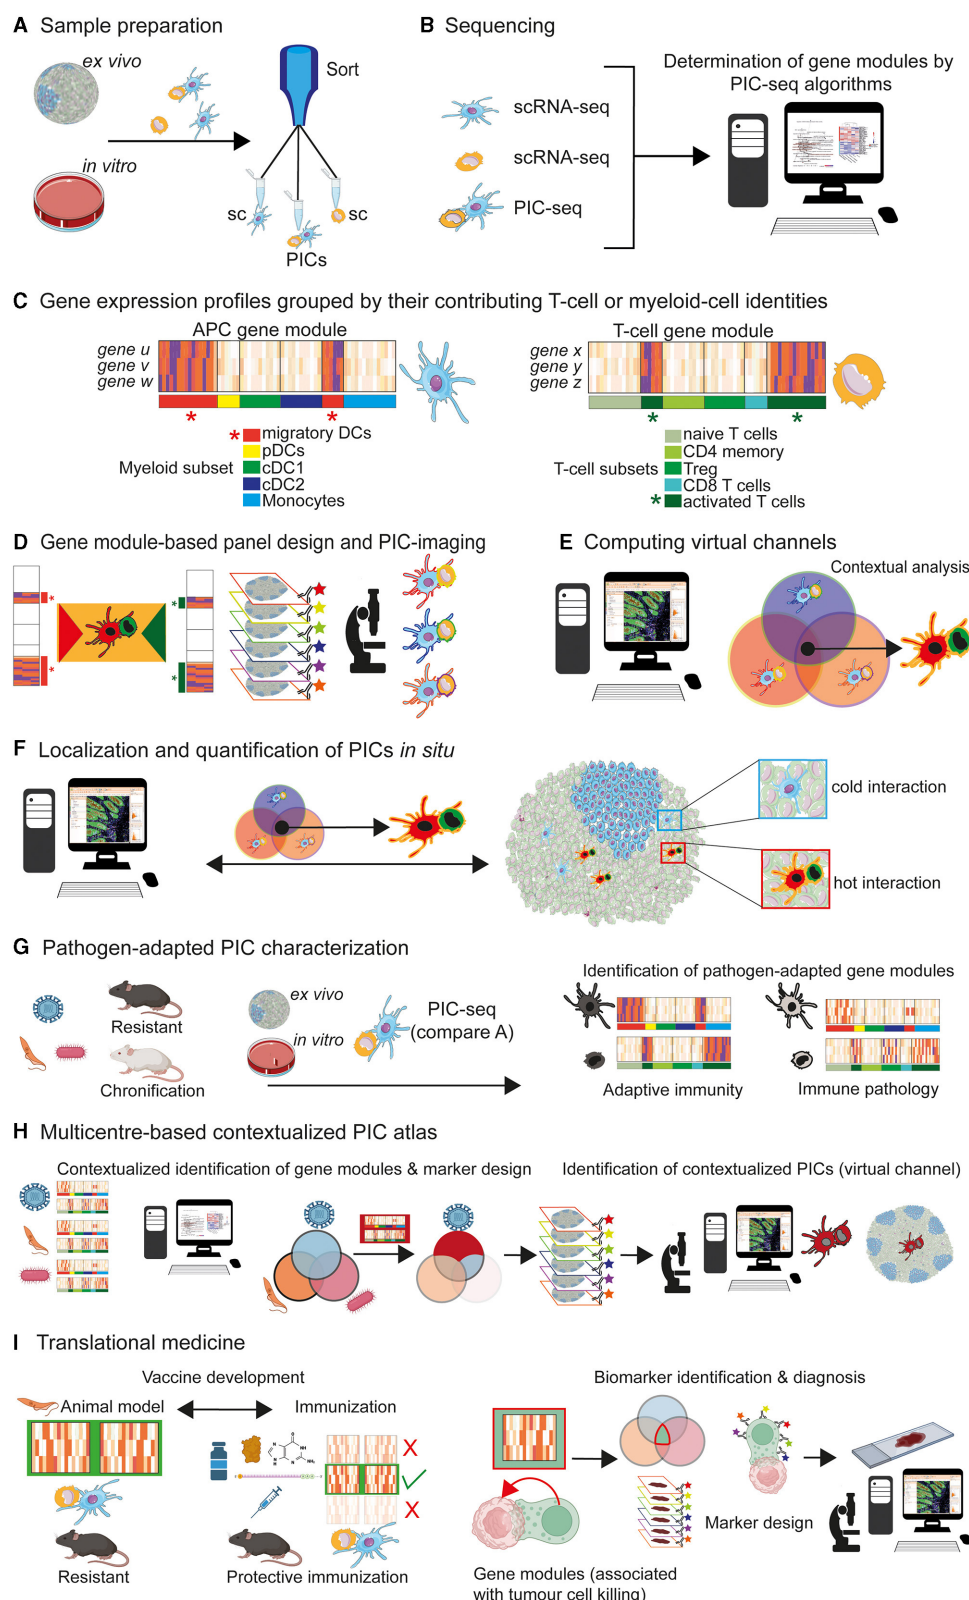 A Sample preparation
ex vivo
in vitro
Sort
sc
sc
PICs
B Sequencing
scRNA-seq
scRNA-seq
PIC-seq
Determination of gene modules by
PIC-seq algorithms
C Gene expression profiles grouped by their contributing T-cell or myeloid-cell identities
APC gene module
gene u
gene v
gene w
*
*
Myeloid subset
* migratory DCs
pDCs
cDC1
cDC2
Monocytes
T-cell gene module
gene x
gene y
gene z
*
*
T-cell subsets
naive T cells
CD4 memory
Treg
CD8 T cells
* activated T cells
D Gene module-based panel design and PIC-imaging
*
*
*
*
E Computing virtual channels
Contextual analysis
F Localization and quantification of PICs in situ
cold interaction
hot interaction
G Pathogen-adapted PIC characterization
Resistant
Chronification
ex vivo
in vitro
PIC-seq
(compare A)
Identification of pathogen-adapted gene modules
Adaptive immunity
Immune pathology
H Multicentre-based contextualized PIC atlas
Contextualized identification of gene modules & marker design
Identification of contextualized PICs (virtual channel)
I Translational medicine
Vaccine development
Animal model
Immunization
X
X
Resistant
Protective immunization
Biomarker identification & diagnosis
Marker design
Gene modules (associated
with tumour cell killing)